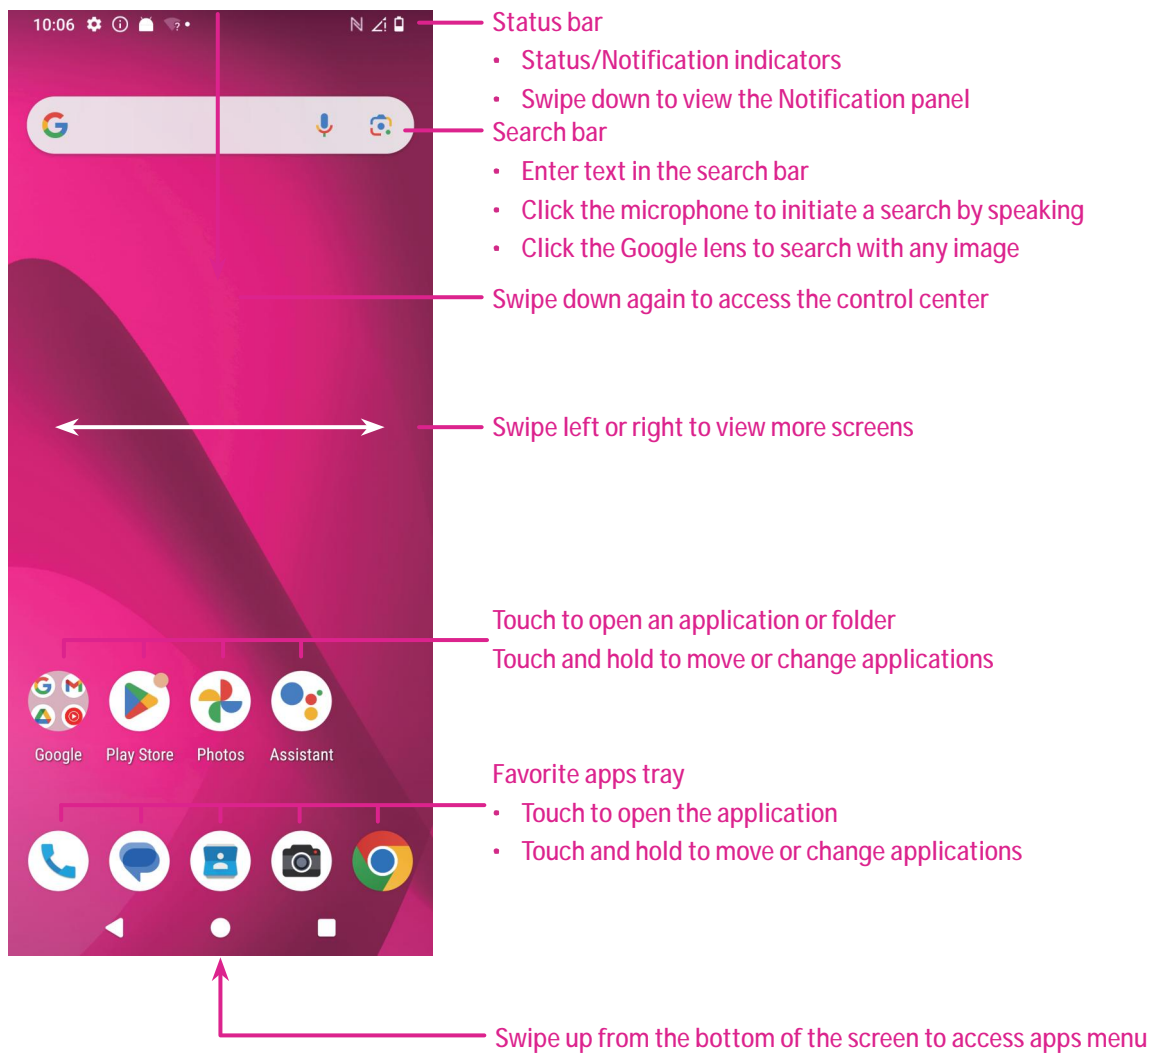 10:06
Status bar
• Status/Notification indicators
• Swipe down to view the Notification panel
Search bar
• Enter text in the search bar
• Click the microphone to initiate a search by speaking
• Click the Google lens to search with any image
Swipe down again to access the control center
Swipe left or right to view more screens
Touch to open an application or folder
Touch and hold to move or change applications
Google Play Store Photos Assistant
Favorite apps tray
• Touch to open the application
• Touch and hold to move or change applications
Swipe up from the bottom of the screen to access apps menu